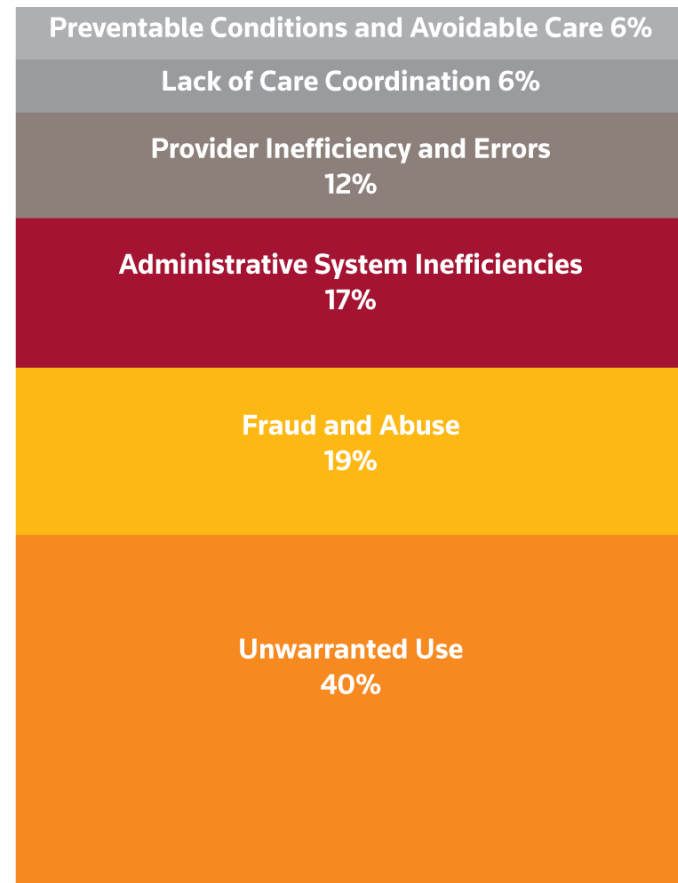 Preventable Conditions and Avoidable Care 6%
Lack of Care Coordination 6%
Provider Inefficiency and Errors
12%
Administrative System Inefficiencies
17%
Fraud and Abuse
19%
Unwarranted Use
40%